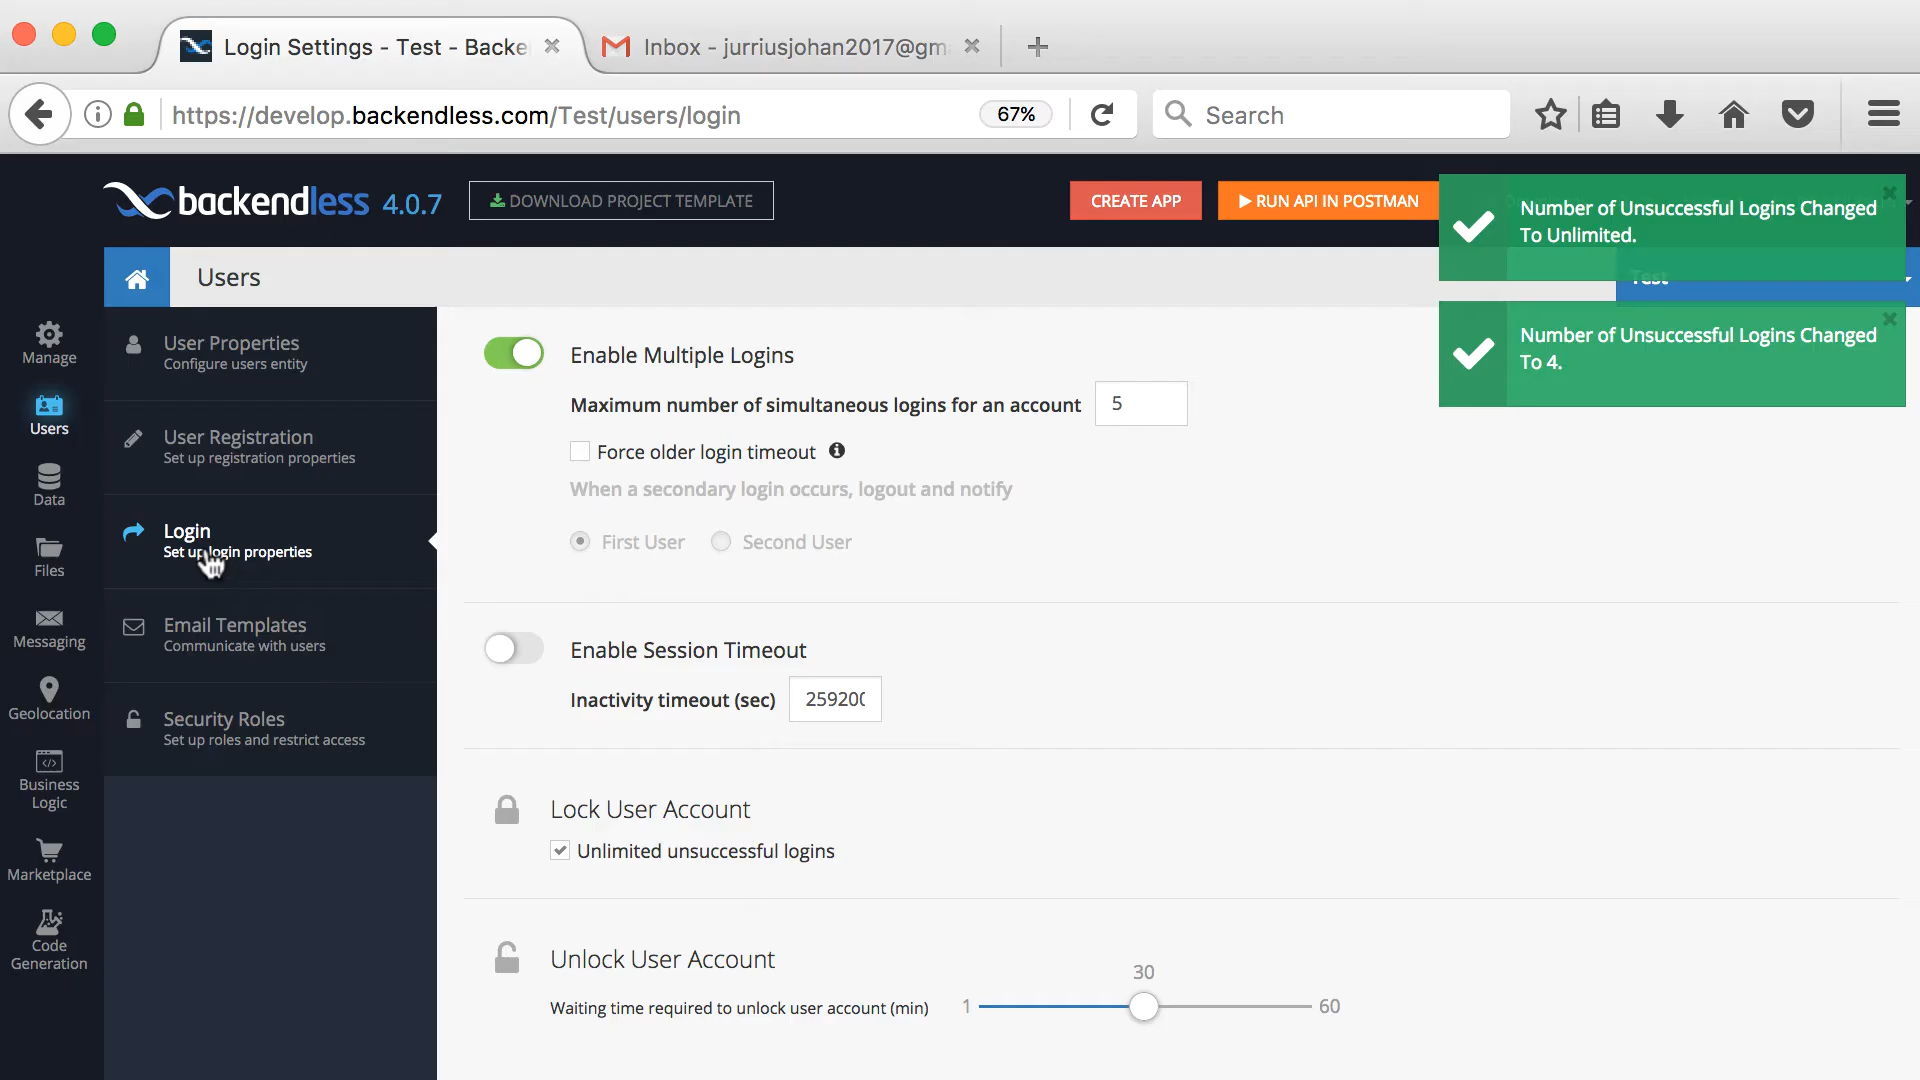 Login Settings - Test - Backe
Inbox - jurriusjohan2017@gm
https://develop.backendless.com/Test/users/login
67%
Search
backendless 4.0.7
DOWNLOAD PROJECT TEMPLATE
CREATE APP
RUN API IN POSTMAN
Number of Unsuccessful Logins Changed
To Unlimited.
Users
Test
Number of Unsuccessful Logins Changed
To 4.
Manage
Users
Data
Files
Messaging
Geolocation
Business
Logic
Marketplace
Code
Generation
User Properties
Configure users entity
User Registration
Set up registration properties
Login
Set up login properties
Email Templates
Communicate with users
Security Roles
Set up roles and restrict access
Enable Multiple Logins
Maximum number of simultaneous logins for an account 5
Force older login timeout
When a secondary login occurs, logout and notify
First User Second User
Enable Session Timeout
Inactivity timeout (sec) 259200
Lock User Account
Unlimited unsuccessful logins
Unlock User Account
30
Waiting time required to unlock user account (min) 1 60